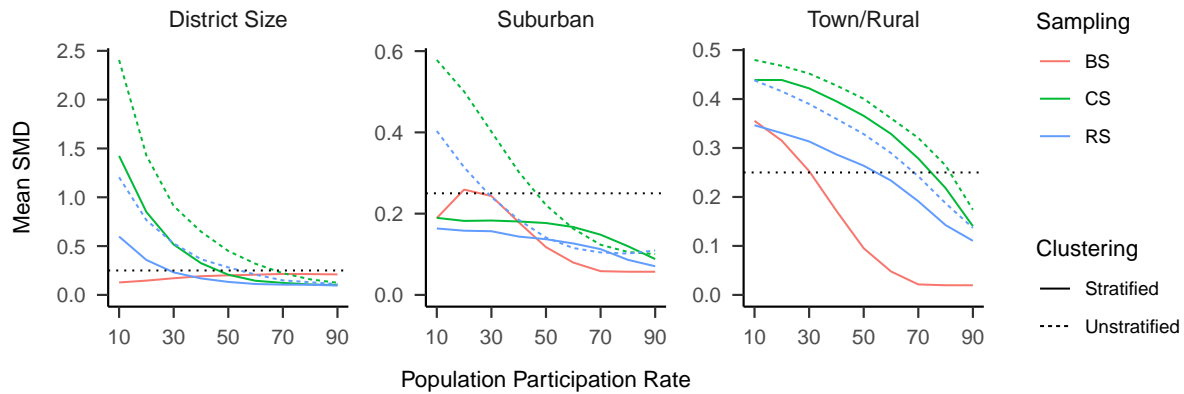 District Size
Suburban
Town/Rural
Sampling
BS
CS
RS
Clustering
Stratified
Unstratified
Mean SMD
2.5
2.0
1.5
1.0
0.5
0.0
0.6
0.4
0.2
0.0
0.5
0.4
0.3
0.2
0.1
0.0
10 30 50 70 90
10 30 50 70 90
10 30 50 70 90
Population Participation Rate